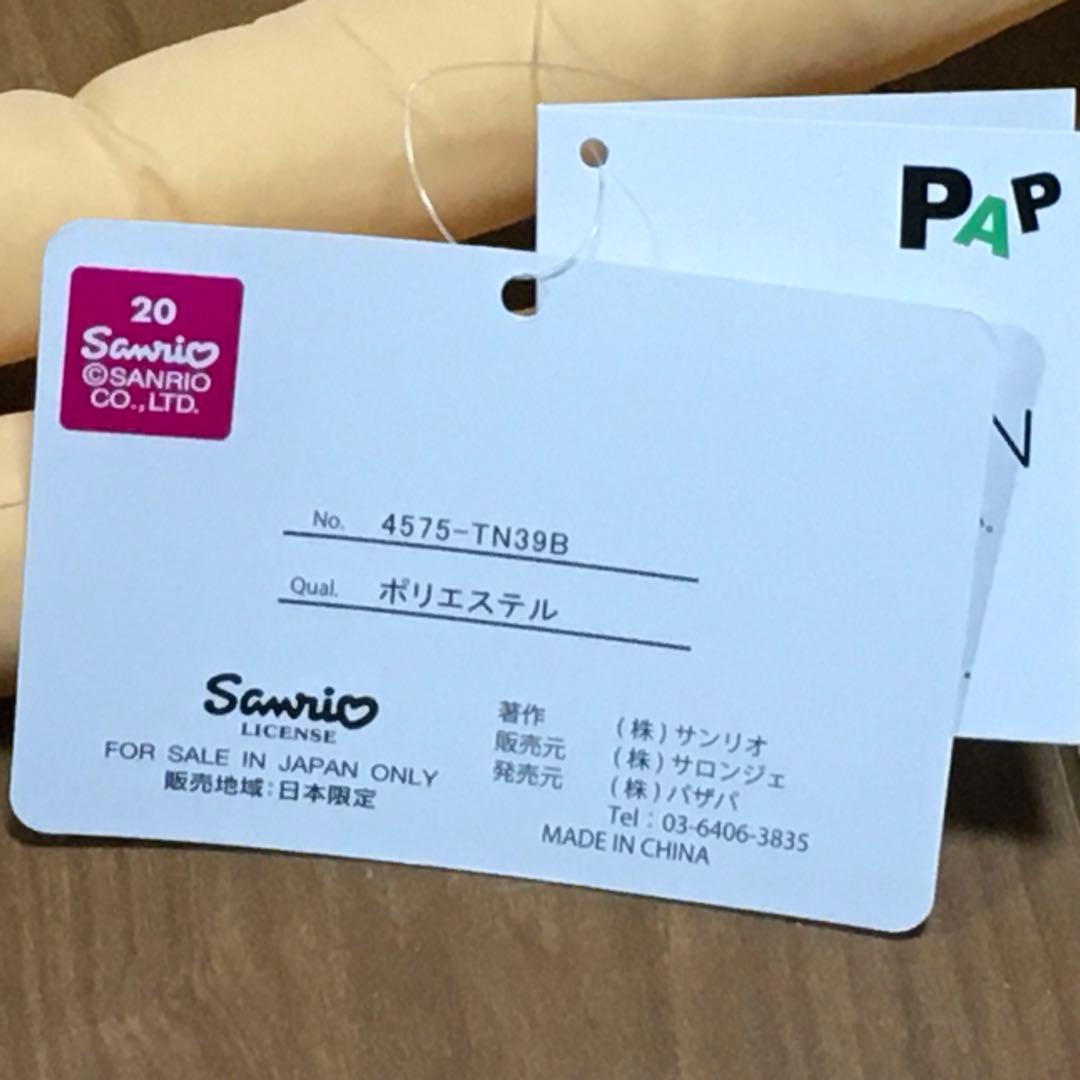 PAP
20
Sanrio
©SANRIO
CO.,LTD.
No. 4575-TN39B
Qual. ポリエステル
Sanrio
LICENSE
FOR SALE IN JAPAN ONLY
販売地域:日本限定
著作 (株)サンリオ
販売元 (株)サロンジェ
発売元 (株)パザパ
Tel : 03-6406-3835
MADE IN CHINA